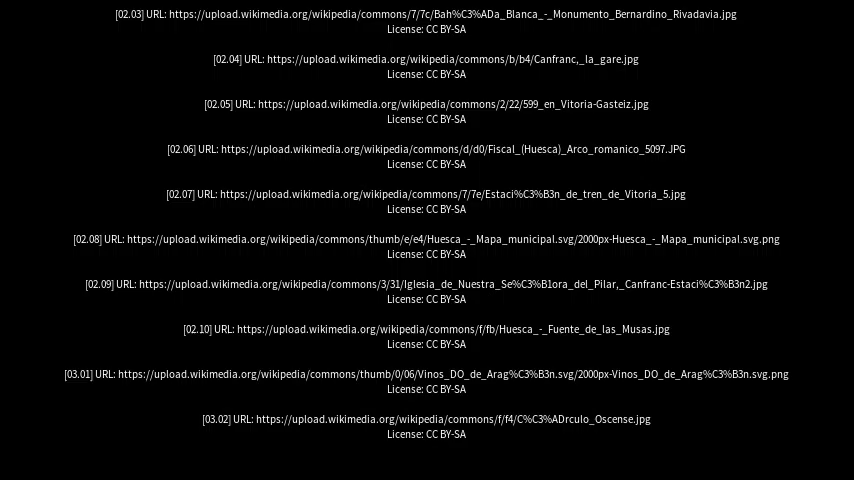 [02.03] URL: https://upload.wikimedia.org/wikipedia/commons/7/7c/Bah%C3%ADa_Blanca_-_Monumento_Bernardino_Rivadavia.jpg
License: CC BY-SA
[02.04] URL: https://upload.wikimedia.org/wikipedia/commons/b/b4/Canfranc,_la_gare.jpg
License: CC BY-SA
[02.05] URL: https://upload.wikimedia.org/wikipedia/commons/2/22/599_en_Vitoria-Gasteiz.jpg
License: CC BY-SA
[02.06] URL: https://upload.wikimedia.org/wikipedia/commons/d/d0/Fiscal_(Huesca)_Arco_romanico_5097.JPG
License: CC BY-SA
[02.07] URL: https://upload.wikimedia.org/wikipedia/commons/7/7e/Estaci%C3%B3n_de_tren_de_Vitoria_5.jpg
License: CC BY-SA
[02.08] URL: https://upload.wikimedia.org/wikipedia/commons/thumb/e/e4/Huesca_-_Mapa_municipal.svg/2000px-Huesca_-_Mapa_municipal.svg.png
License: CC BY-SA
[02.09] URL: https://upload.wikimedia.org/wikipedia/commons/3/31/Iglesia_de_Nuestra_Se%C3%B1ora_del_Pilar,_Canfranc-Estaci%C3%B3n2.jpg
License: CC BY-SA
[02.10] URL: https://upload.wikimedia.org/wikipedia/commons/f/fb/Huesca_-_Fuente_de_las_Musas.jpg
License: CC BY-SA
[03.01] URL: https://upload.wikimedia.org/wikipedia/commons/thumb/0/06/Vinos_DO_de_Arag%C3%B3n.svg/2000px-Vinos_DO_de_Arag%C3%B3n.svg.png
License: CC BY-SA
[03.02] URL: https://upload.wikimedia.org/wikipedia/commons/f/f4/C%C3%ADrculo_Oscense.jpg
License: CC BY-SA